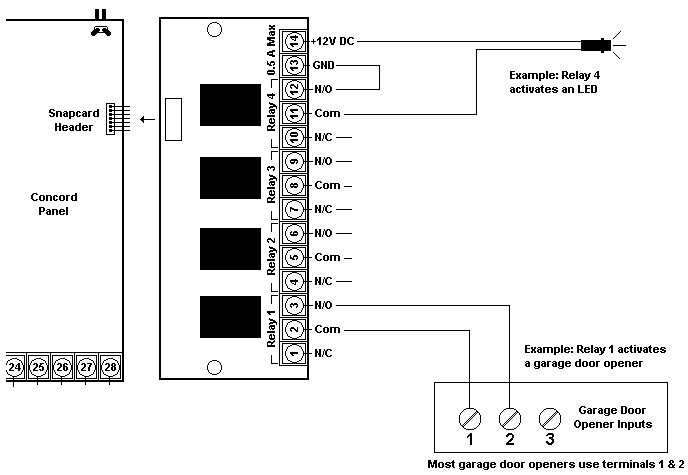 0.5 A Max
14 +12V DC
13 GND
12 N/O
11 Com
10 N/C
Relay 4
9 N/O
8 Com
7 N/C
Relay 3
6 N/O
5 Com
4 N/C
Relay 2
3 N/O
2 Com
1 N/C
Relay 1
Example: Relay 4
activates an LED
Snapcard
Header
Concord
Panel
24 25 26 27 28
Example: Relay 1 activates
a garage door opener
Garage Door
Opener Inputs
1 2 3
Most garage door openers use terminals 1 & 2